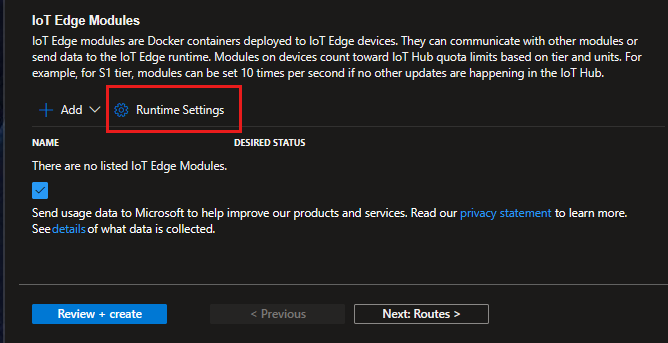 IoT Edge Modules
IoT Edge modules are Docker containers deployed to IoT Edge devices. They can communicate with other modules or
send data to the IoT Edge runtime. Modules on devices count toward IoT Hub quota limits based on tier and units. For
example, for S1 tier, modules can be set 10 times per second if no other updates are happening in the IoT Hub.
Add Runtime Settings
NAME DESIRED STATUS
There are no listed IoT Edge Modules.
Send usage data to Microsoft to help improve our products and services. Read our privacy statement to learn more.
See details of what data is collected.
Review + create < Previous Next: Routes >